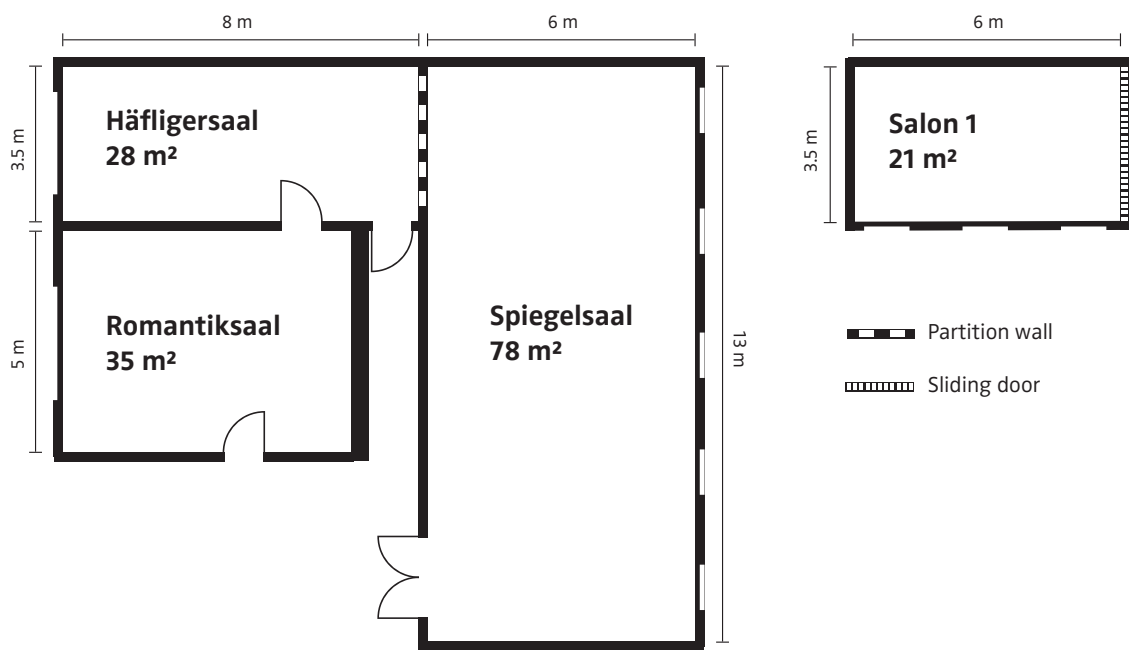 8 m
6 m
6 m
3.5 m
Häfligersaal
28 m²
3.5 m
Salon 1
21 m²
5 m
Romantiksaal
35 m²
Spiegelsaal
78 m²
13 m
Partition wall
Sliding door